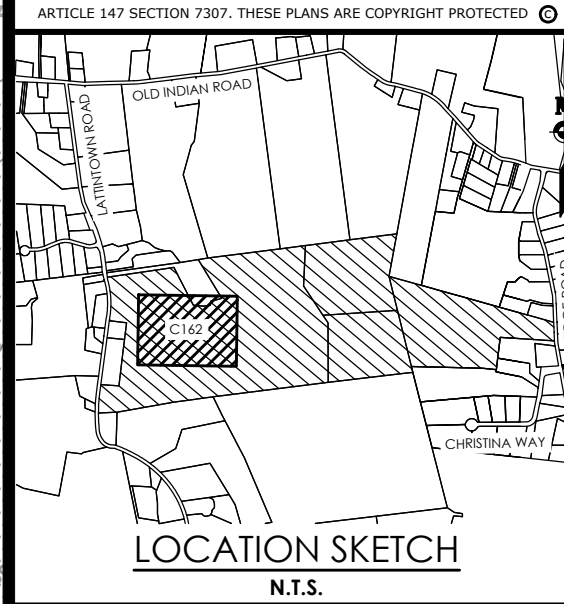 ARTICLE 147 SECTION 7307. THESE PLANS ARE COPYRIGHT PROTECTED ©
OLD INDIAN ROAD
LATTINTOWN ROAD
C162
CHRISTINA WAY
LOCATION SKETCH
N.T.S.